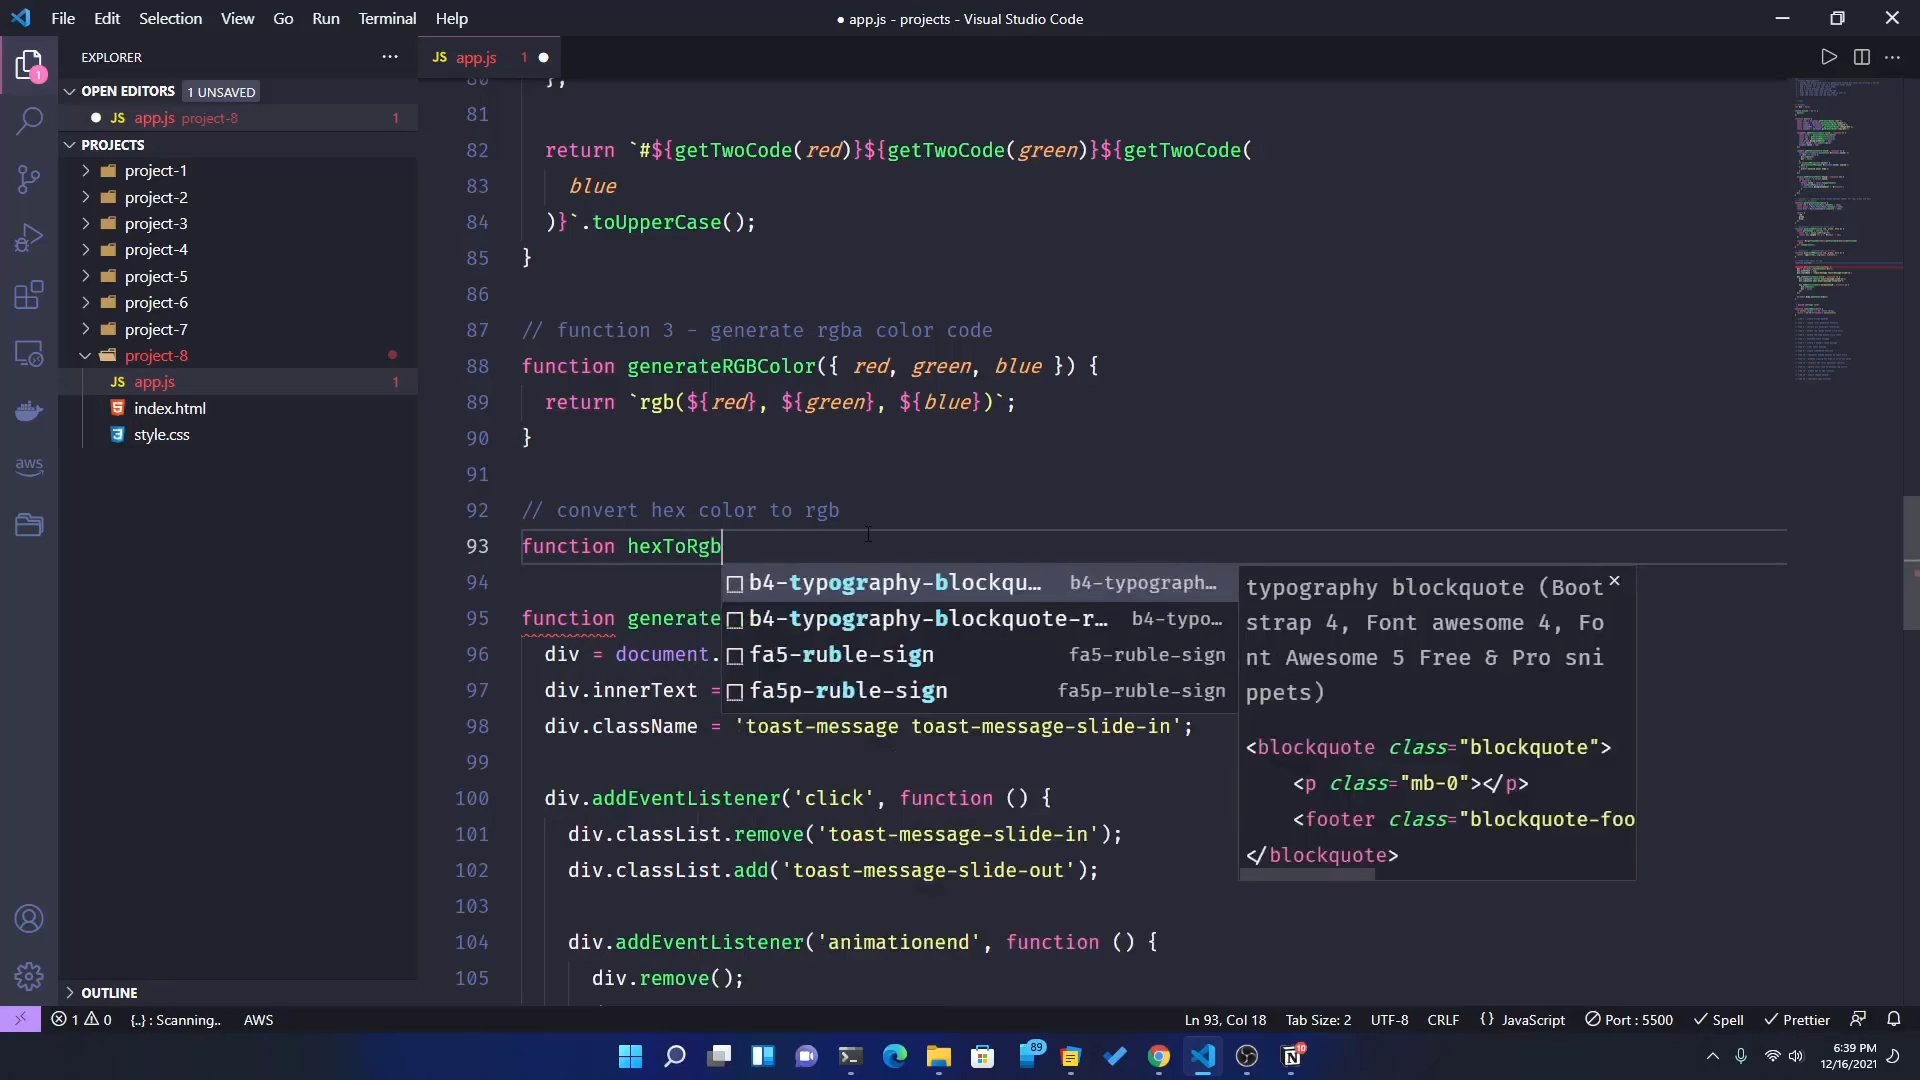 File Edit Selection View Go Run Terminal Help
● app.js - projects - Visual Studio Code
EXPLORER
OPEN EDITORS 1 UNSAVED
JS app.js project-8 1
PROJECTS
project-1
project-2
project-3
project-4
project-5
project-6
project-7
project-8
JS app.js 1
index.html
style.css
OUTLINE
1
aws
JS app.js 1
80 },
81
82 return `#${getTwoCode(red)}${getTwoCode(green)}${getTwoCode(
83 blue
84 )}`.toUpperCase();
85 }
86
87 // function 3 - generate rgba color code
88 function generateRGBColor({ red, green, blue }) {
89 return `rgb(${red}, ${green}, ${blue})`;
90 }
91
92 // convert hex color to rgb
93 function hexToRgb
94
95 function generate
96 div = document.
97 div.innerText =
98 div.className = 'toast-message toast-message-slide-in';
99
100 div.addEventListener('click', function () {
101 div.classList.remove('toast-message-slide-in');
102 div.classList.add('toast-message-slide-out');
103
104 div.addEventListener('animationend', function () {
105 div.remove();
b4-typography-blockqu… b4-typograph…
b4-typography-blockquote-r… b4-typo…
fa5-ruble-sign fa5-ruble-sign
fa5p-ruble-sign fa5p-ruble-sign
typography blockquote (Boot
strap 4, Font awesome 4, Fo
nt Awesome 5 Free & Pro sni
ppets)
<blockquote class="blockquote">
<p class="mb-0"></p>
<footer class="blockquote-foo
</blockquote>
1 0 {..} : Scanning.. AWS
Ln 93, Col 18 Tab Size: 2 UTF-8 CRLF {} JavaScript Port : 5500 Spell Prettier
89
10
6:39 PM
12/16/2021